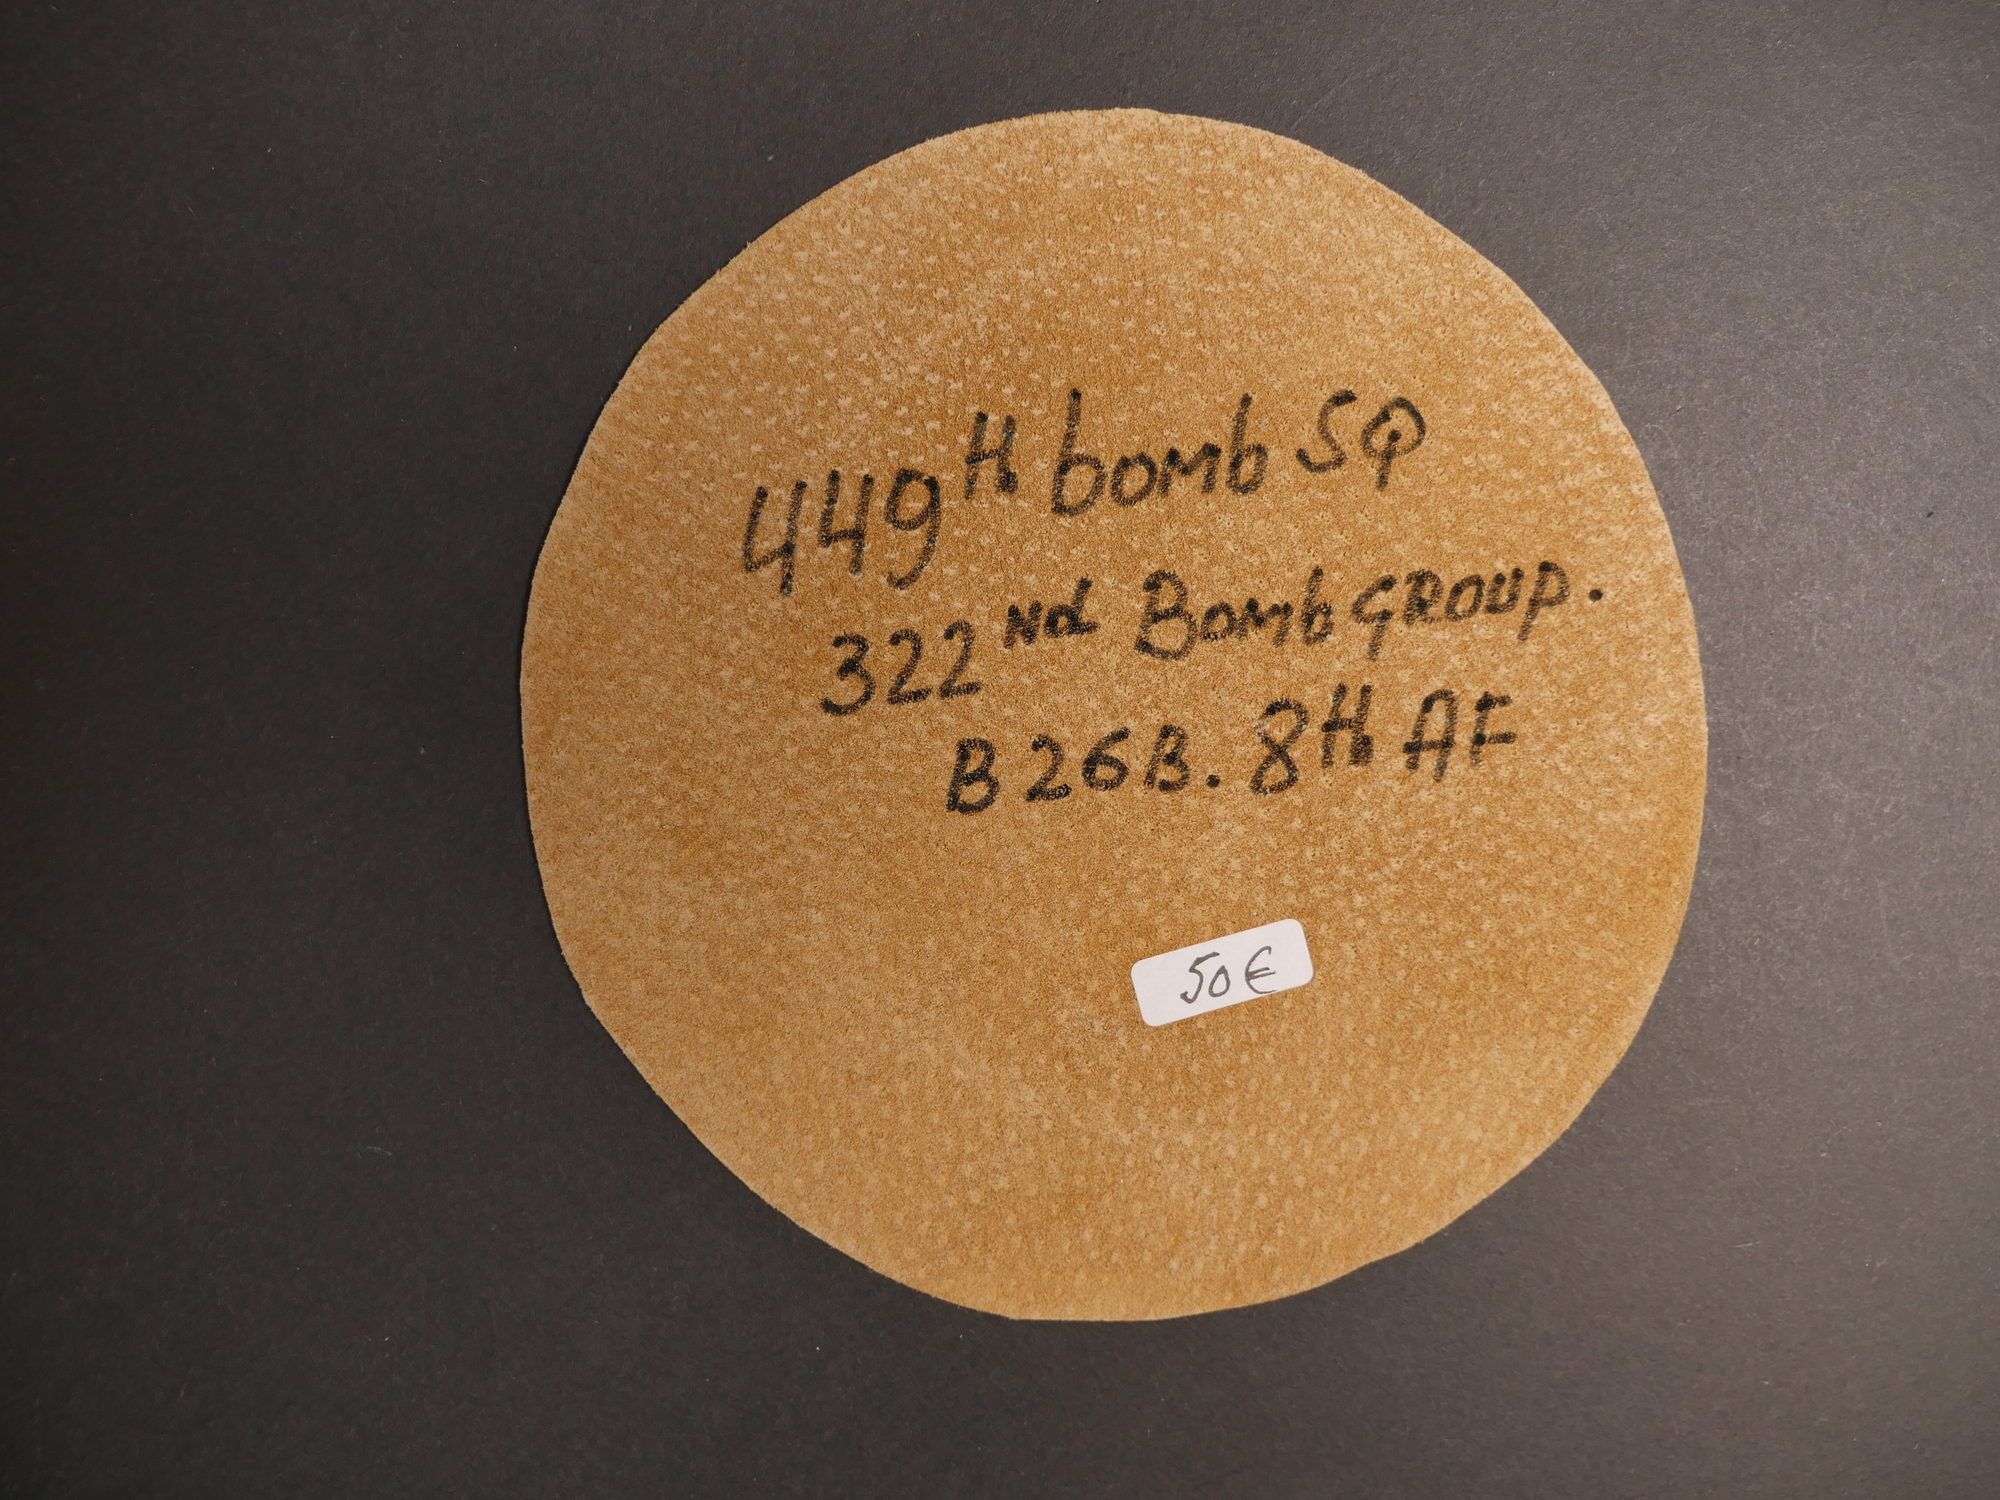 449th bomb SQ
322nd Bomb GROUP.
B26B. 8th AF
50€